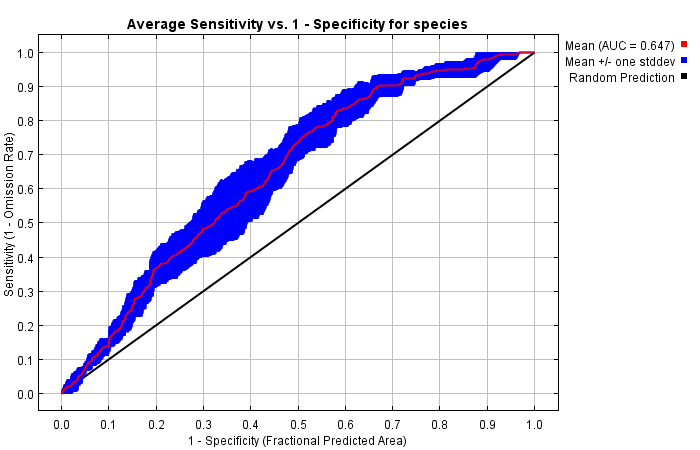 Average Sensitivity vs. 1 - Specificity for species
Mean (AUC = 0.647)
Mean +/- one stddev
Random Prediction
Sensitivity (1 - Omission Rate)
1.0
0.9
0.8
0.7
0.6
0.5
0.4
0.3
0.2
0.1
0.0
0.0 0.1 0.2 0.3 0.4 0.5 0.6 0.7 0.8 0.9 1.0
1 - Specificity (Fractional Predicted Area)